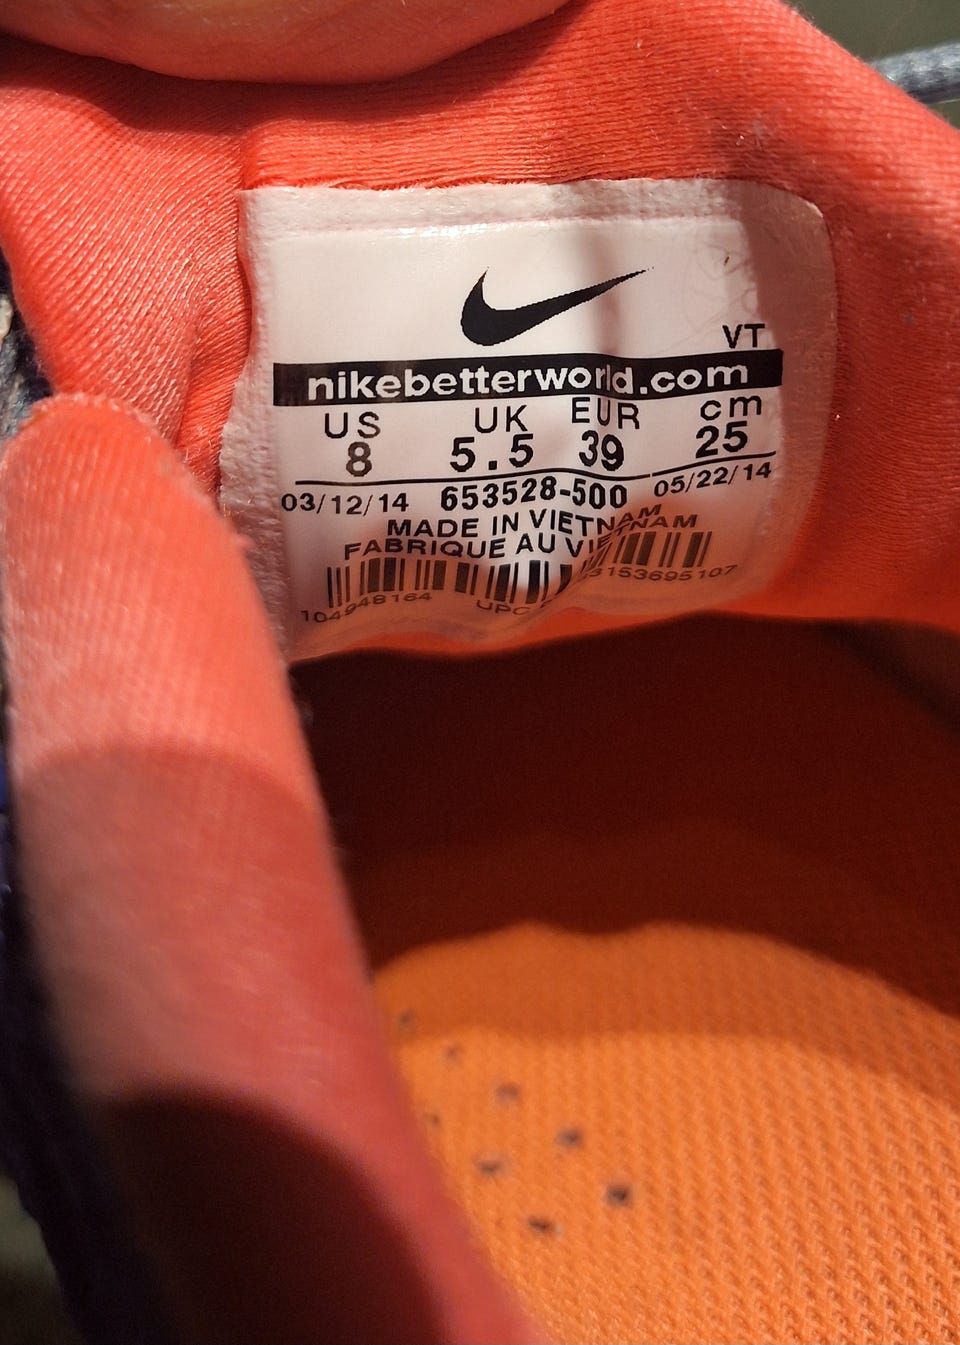 VT
nikebetterworld.com
US UK EUR cm
8 5.5 39 25
03/12/14 653528-500 05/22/14
MADE IN VIETNAM
FABRIQUE AU VIETNAM
104948164 UPC 3153695107